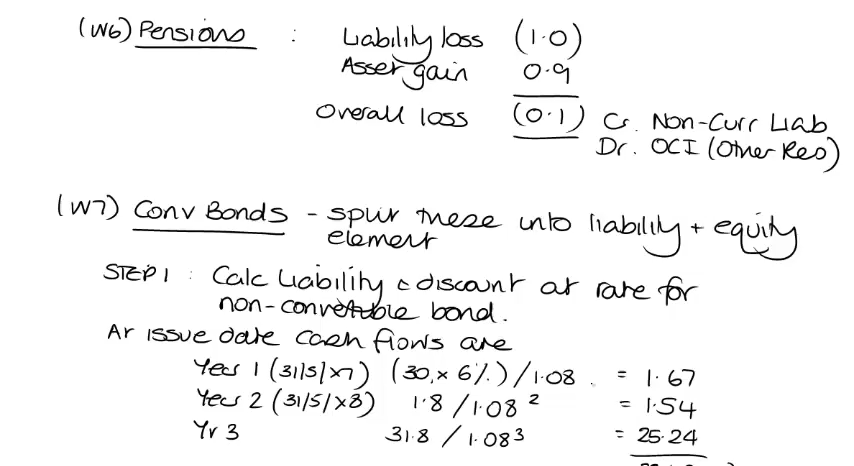 (W6) Pensions : Liability loss (1.0)
Asset gain 0.9
Overall loss (0.1) Cr. Non-Curr Liab
Dr. OCI (Other Res)
(W7) Conv Bonds - split these into liability + equity
element
STEP 1 : Calc Liability c discount at rate for
non-convertible bond.
At issue date cash flows are
Year 1 (31/5/x7) (30 x 6%) / 1.08 = 1.67
Year 2 (31/5/x8) 1.8 / 1.08² = 1.54
Yr 3 31.8 / 1.08³ = 25.24